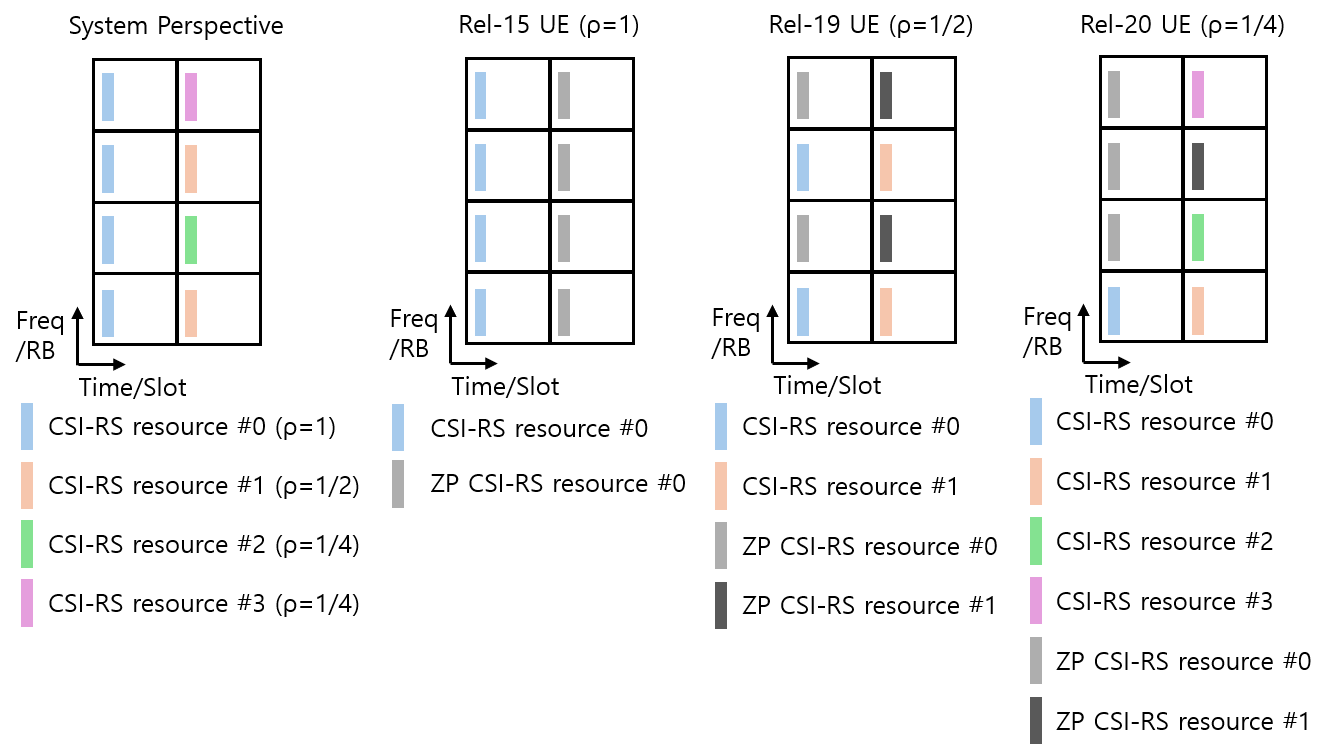 System Perspective
Freq
/RB
Time/Slot
CSI-RS resource #0 (ρ=1)
CSI-RS resource #1 (ρ=1/2)
CSI-RS resource #2 (ρ=1/4)
CSI-RS resource #3 (ρ=1/4)
Rel-15 UE (ρ=1)
Freq
/RB
Time/Slot
CSI-RS resource #0
ZP CSI-RS resource #0
Rel-19 UE (ρ=1/2)
Freq
/RB
Time/Slot
CSI-RS resource #0
CSI-RS resource #1
ZP CSI-RS resource #0
ZP CSI-RS resource #1
Rel-20 UE (ρ=1/4)
Freq
/RB
Time/Slot
CSI-RS resource #0
CSI-RS resource #1
CSI-RS resource #2
CSI-RS resource #3
ZP CSI-RS resource #0
ZP CSI-RS resource #1